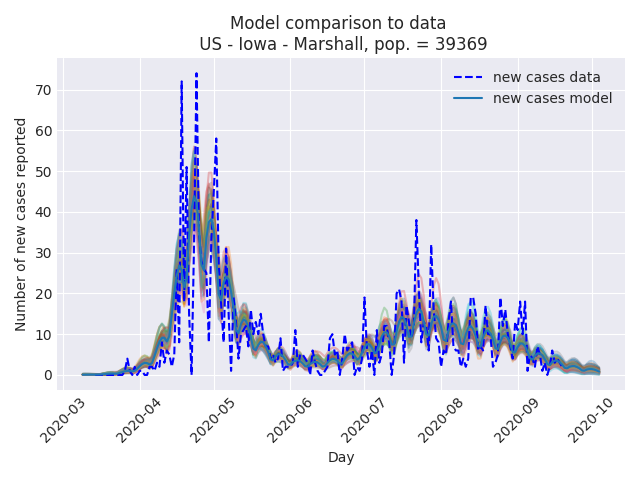 Model comparison to data
US - Iowa - Marshall, pop. = 39369
new cases data
new cases model
Number of new cases reported
70
60
50
40
30
20
10
0
2020-03
2020-04
2020-05
2020-06
2020-07
2020-08
2020-09
2020-10
Day